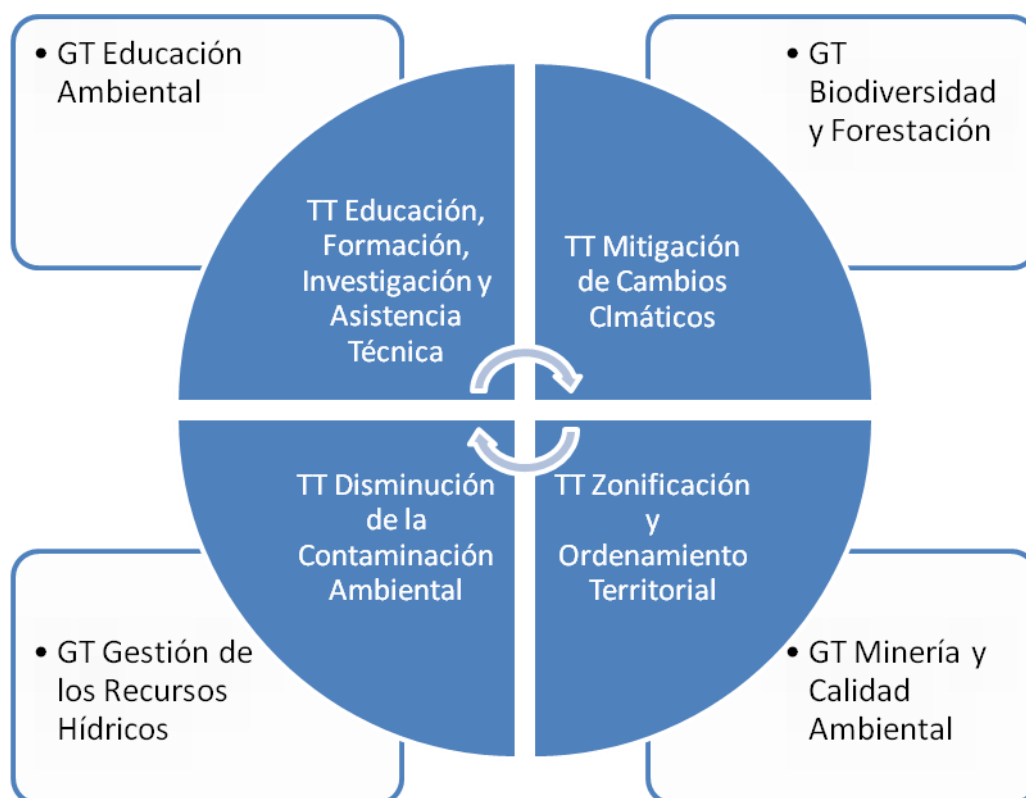 • GT Educación
Ambiental
• GT
Biodiversidad
y Forestación
TT Educación,
Formación,
Investigación y
Asistencia
Técnica
TT Mitigación
de Cambios
Clmáticos
TT Disminución
de la
Contaminación
Ambiental
TT Zonificación
y
Ordenamiento
Territorial
• GT Gestión de
los Recursos
Hídricos
• GT Minería y
Calidad
Ambiental